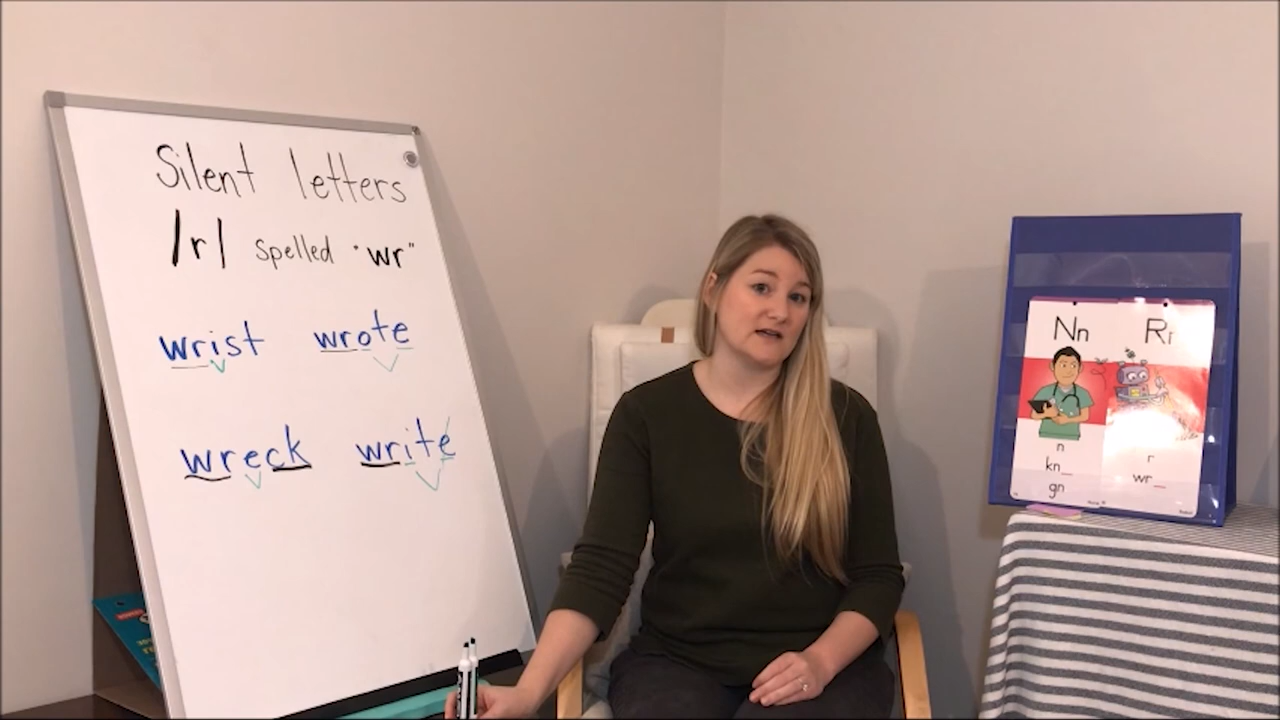 Silent letters
/r/ spelled "wr"
wrist wrote
wreck write
Nn Rr
n r
kn_ wr_
gn